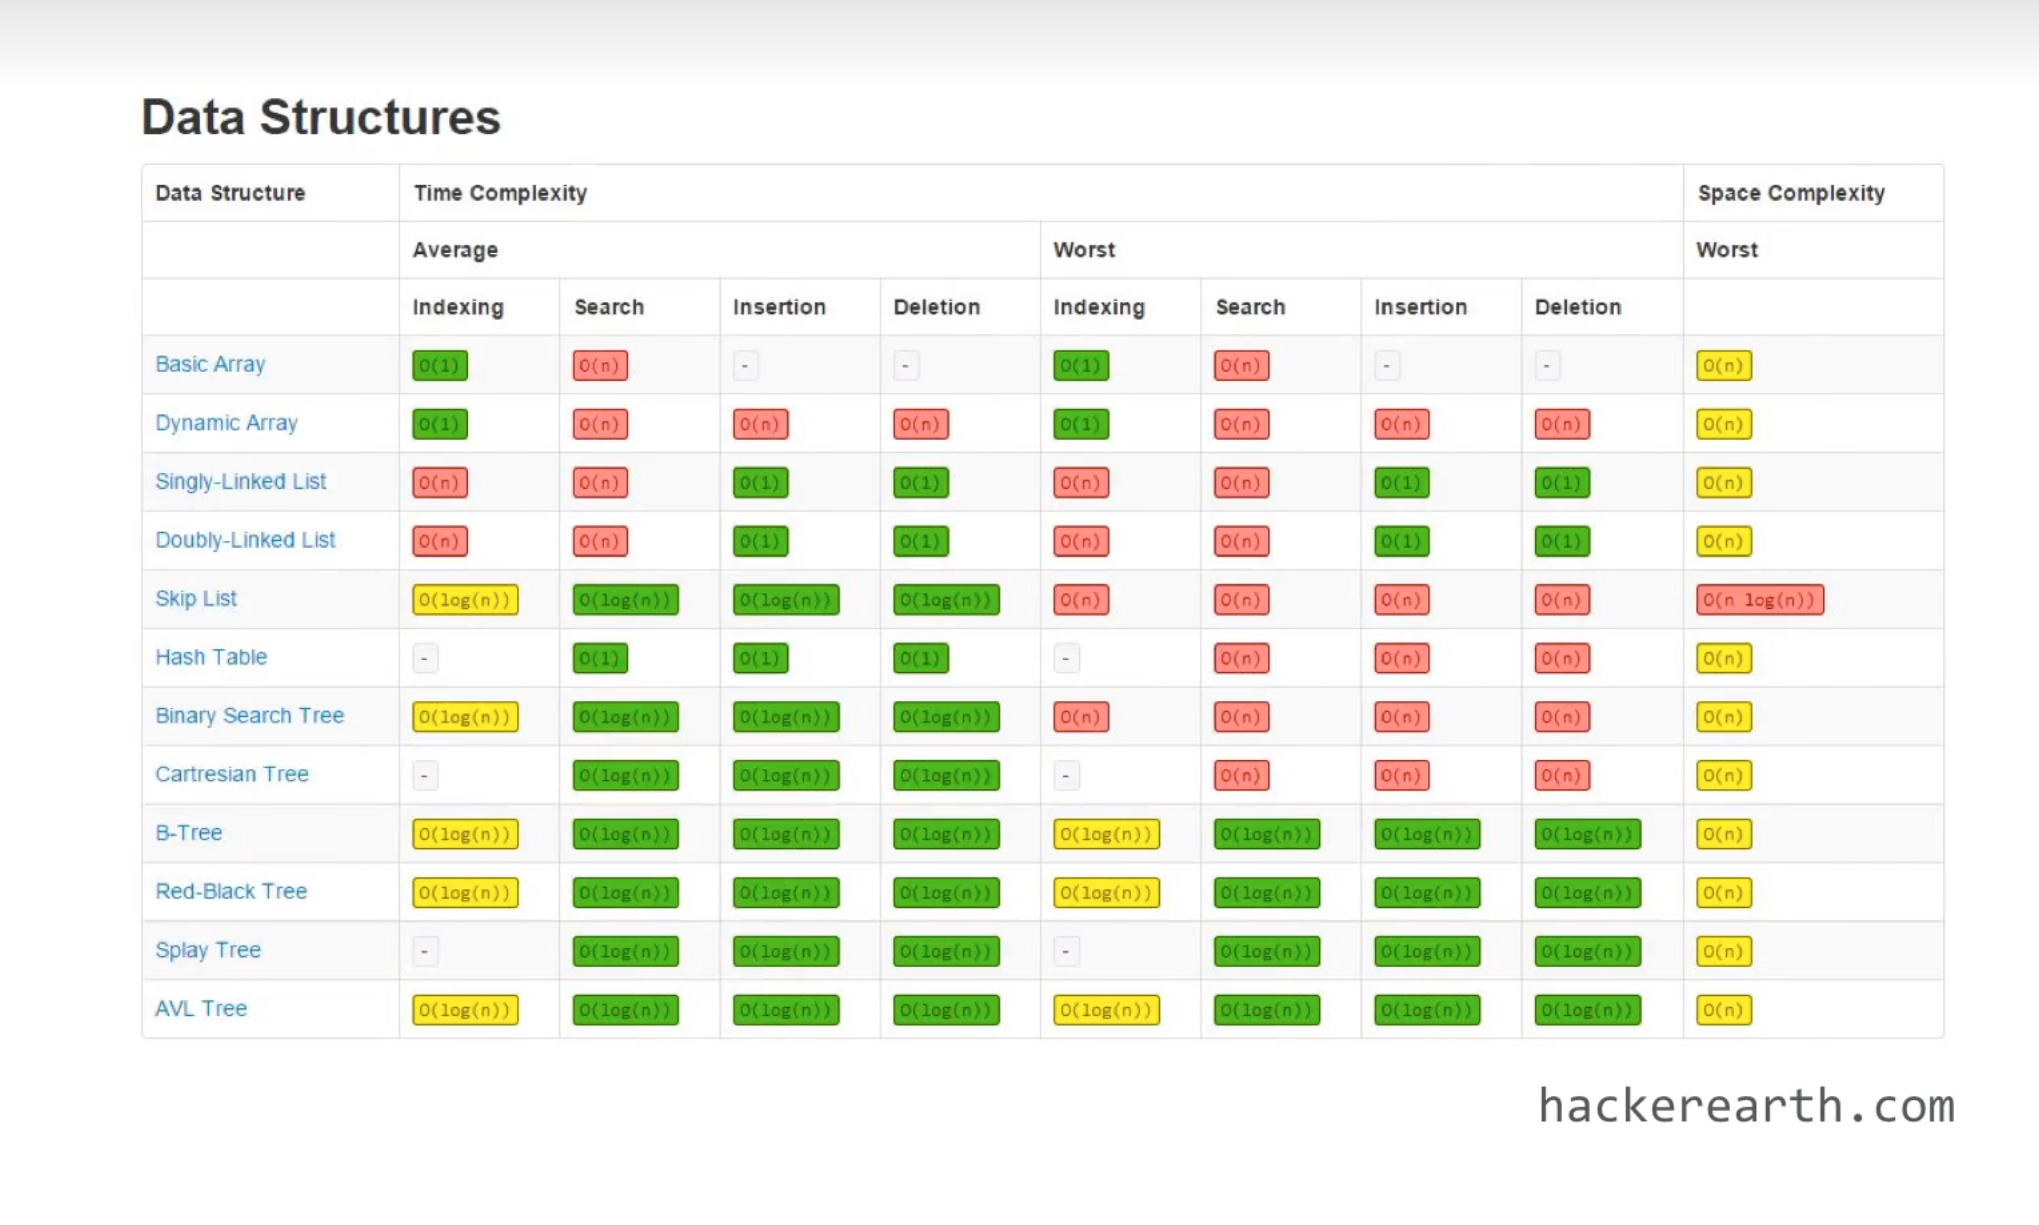 Data Structures
Data Structure Time Complexity Space Complexity
Average Worst Worst
Indexing Search Insertion Deletion Indexing Search Insertion Deletion
Basic Array O(1) O(n) - - O(1) O(n) - - O(n)
Dynamic Array O(1) O(n) O(n) O(n) O(1) O(n) O(n) O(n) O(n)
Singly-Linked List O(n) O(n) O(1) O(1) O(n) O(n) O(1) O(1) O(n)
Doubly-Linked List O(n) O(n) O(1) O(1) O(n) O(n) O(1) O(1) O(n)
Skip List O(log(n)) O(log(n)) O(log(n)) O(log(n)) O(n) O(n) O(n) O(n) O(n log(n))
Hash Table - O(1) O(1) O(1) - O(n) O(n) O(n) O(n)
Binary Search Tree O(log(n)) O(log(n)) O(log(n)) O(log(n)) O(n) O(n) O(n) O(n) O(n)
Cartresian Tree - O(log(n)) O(log(n)) O(log(n)) - O(n) O(n) O(n) O(n)
B-Tree O(log(n)) O(log(n)) O(log(n)) O(log(n)) O(log(n)) O(log(n)) O(log(n)) O(log(n)) O(n)
Red-Black Tree O(log(n)) O(log(n)) O(log(n)) O(log(n)) O(log(n)) O(log(n)) O(log(n)) O(log(n)) O(n)
Splay Tree - O(log(n)) O(log(n)) O(log(n)) - O(log(n)) O(log(n)) O(log(n)) O(n)
AVL Tree O(log(n)) O(log(n)) O(log(n)) O(log(n)) O(log(n)) O(log(n)) O(log(n)) O(log(n)) O(n)
hackerearth.com